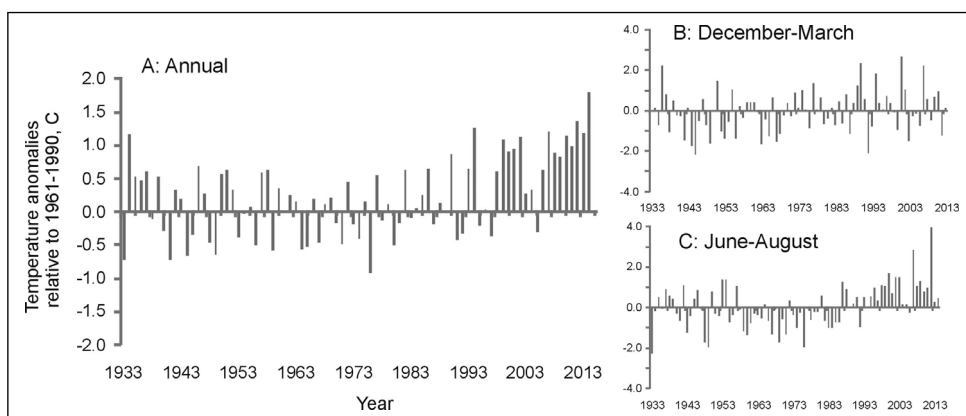 A: Annual
Temperature anomalies
relative to 1961-1990, C
2.0
1.5
1.0
0.5
0.0
-0.5
-1.0
-1.5
-2.0
1933 1943 1953 1963 1973 1983 1993 2003 2013
Year
B: December-March
4.0
2.0
0.0
-2.0
-4.0
1933 1943 1953 1963 1973 1983 1993 2003 2013
C: June-August
4.0
2.0
0.0
-2.0
-4.0
1933 1943 1953 1963 1973 1983 1993 2003 2013